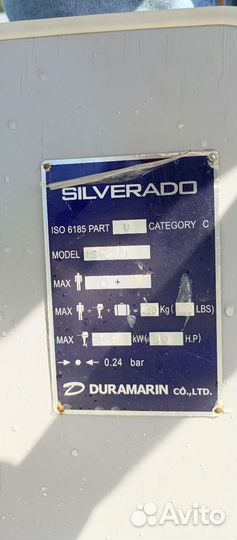 SILVERADO
ISO 6185 PART V CATEGORY C
MODEL
MAX +
MAX + + = Kg( LBS)
MAX kW( H.P)
0.24 bar
DURAMARIN CO.,LTD.
Avito